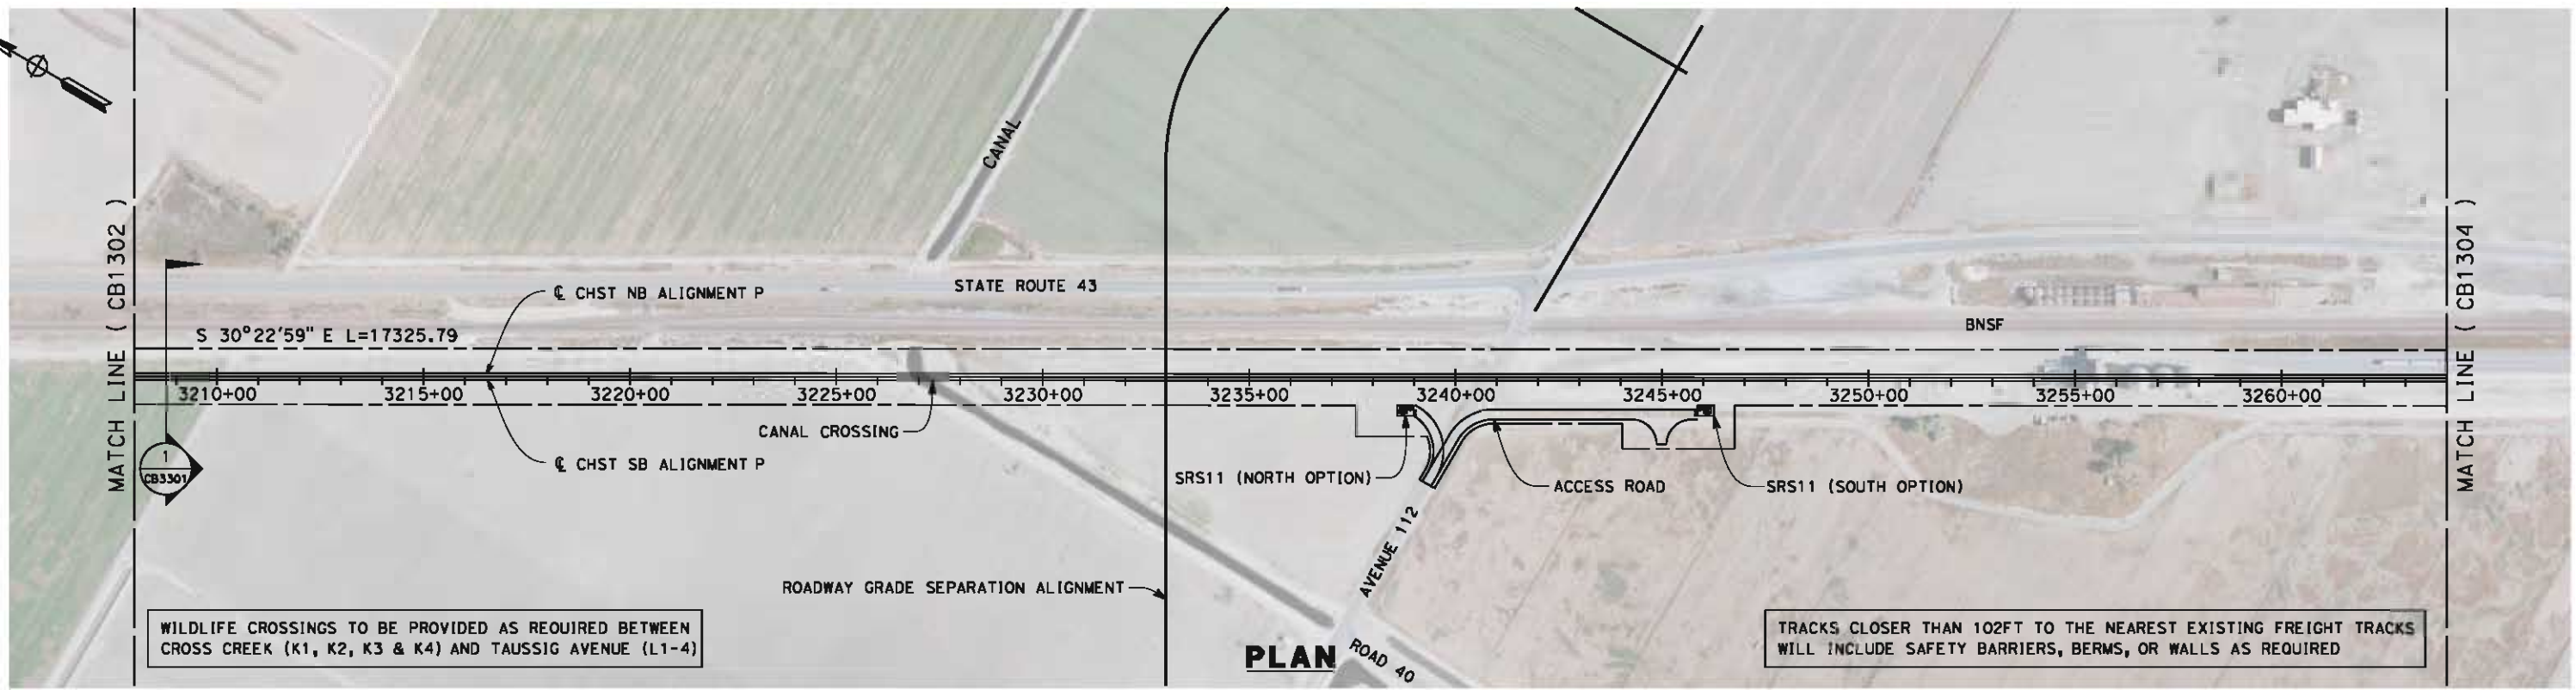 MATCH LINE ( CB1302 )
CANAL
STATE ROUTE 43
℄ CHST NB ALIGNMENT P
S 30°22'59" E L=17325.79
BNSF
3210+00
3215+00
3220+00
3225+00
3230+00
3235+00
3240+00
3245+00
3250+00
3255+00
3260+00
CANAL CROSSING
℄ CHST SB ALIGNMENT P
1
CB3301
SRS11 (NORTH OPTION)
ACCESS ROAD
SRS11 (SOUTH OPTION)
AVENUE 112
ROADWAY GRADE SEPARATION ALIGNMENT
ROAD 40
WILDLIFE CROSSINGS TO BE PROVIDED AS REQUIRED BETWEEN
CROSS CREEK (K1, K2, K3 & K4) AND TAUSSIG AVENUE (L1-4)
PLAN
TRACKS CLOSER THAN 102FT TO THE NEAREST EXISTING FREIGHT TRACKS
WILL INCLUDE SAFETY BARRIERS, BERMS, OR WALLS AS REQUIRED
MATCH LINE ( CB1304 )